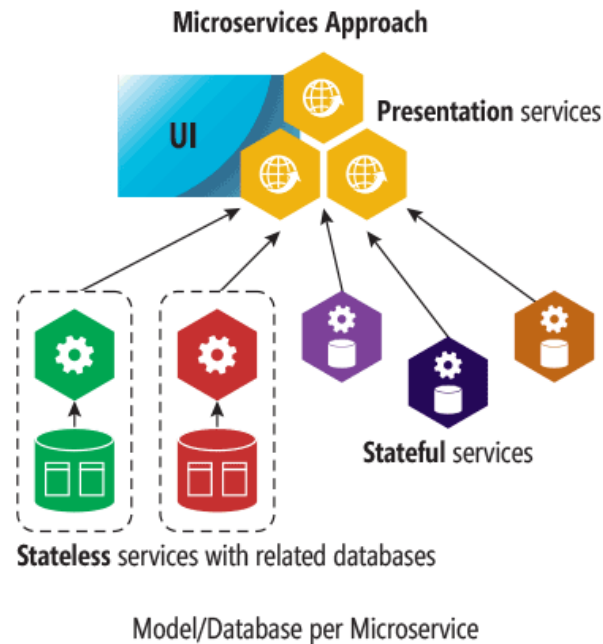 Microservices Approach
Presentation services
UI
Stateful services
Stateless services with related databases
Model/Database per Microservice